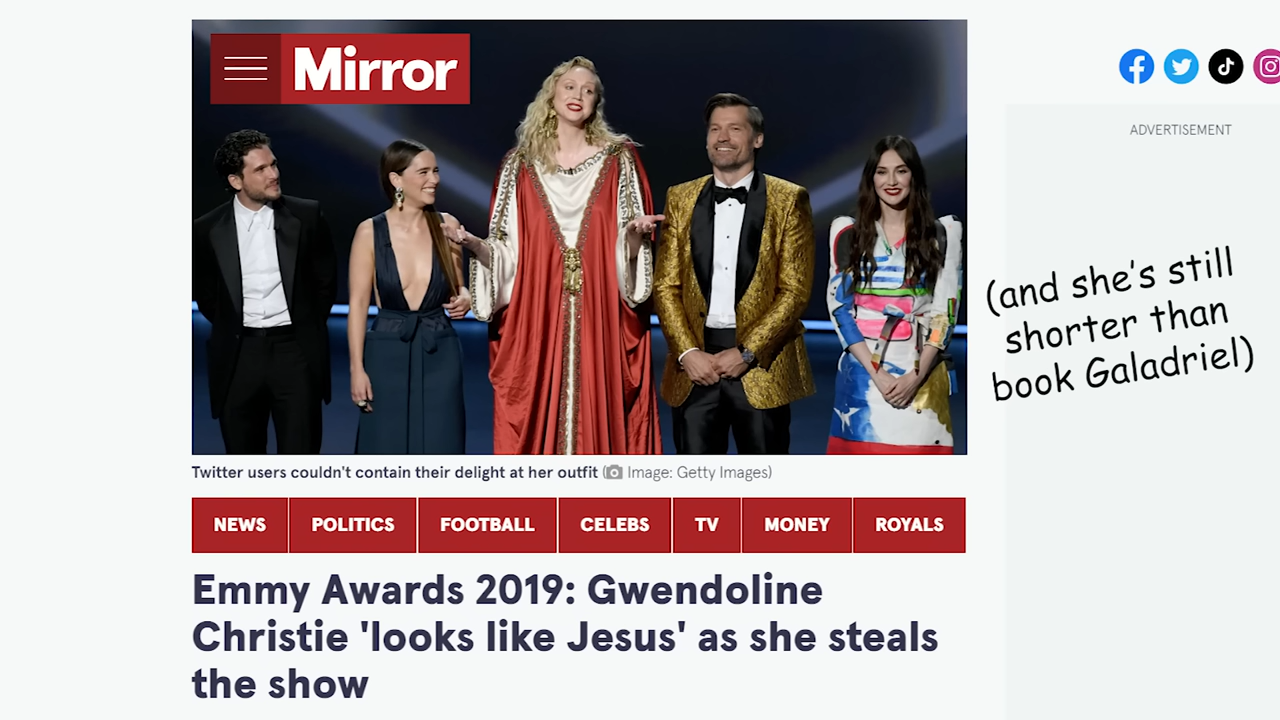 Mirror
ADVERTISEMENT
(and she's still
shorter than
book Galadriel)
Twitter users couldn't contain their delight at her outfit (Image: Getty Images)
NEWS
POLITICS
FOOTBALL
CELEBS
TV
MONEY
ROYALS
Emmy Awards 2019: Gwendoline
Christie 'looks like Jesus' as she steals
the show